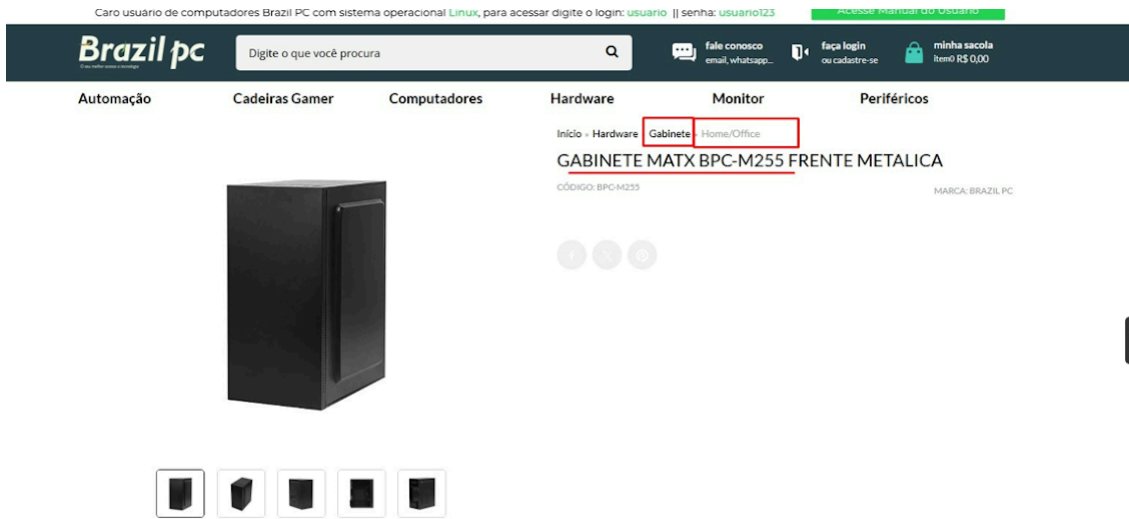 Caro usuário de computadores Brazil PC com sistema operacional Linux, para acessar digite o login: usuario || senha: usuario123
Acesse Manual do Usuário
Brazil pc
Digite o que você procura
fale conosco
email, whatsapp...
faça login
ou cadastre-se
minha sacola
item0 R$ 0,00
Automação Cadeiras Gamer Computadores Hardware Monitor Periféricos
Início » Hardware Gabinete » Home/Office
GABINETE MATX BPC-M255 FRENTE METALICA
CÓDIGO: BPC-M255
MARCA: BRAZIL PC